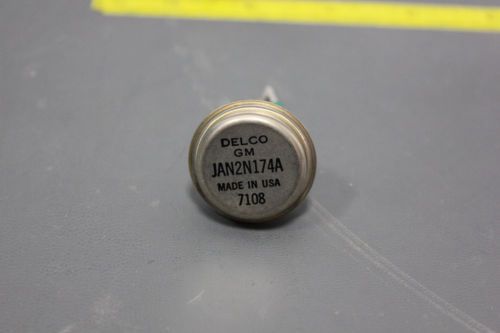 DELCO
GM
JAN2N174A
MADE IN USA
7108